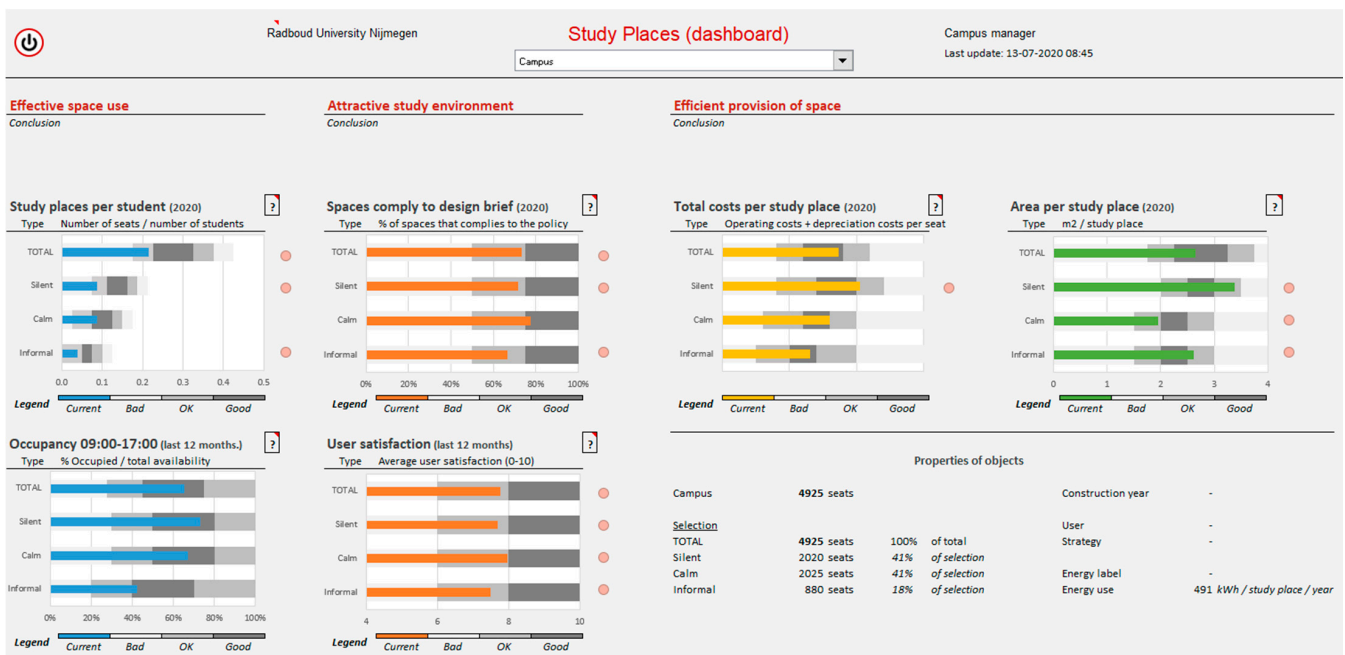 Radboud University Nijmegen
Study Places (dashboard)
Campus manager
Campus
Last update: 13-07-2020 08:45
Effective space use
Conclusion
Attractive study environment
Conclusion
Efficient provision of space
Conclusion
Study places per student (2020)
?
Type Number of seats / number of students
TOTAL
Silent
Calm
Informal
0.0 0.1 0.2 0.3 0.4 0.5
Legend Current Bad OK Good
Spaces comply to design brief (2020)
?
Type % of spaces that complies to the policy
TOTAL
Silent
Calm
Informal
0% 20% 40% 60% 80% 100%
Legend Current Bad OK Good
Total costs per study place (2020)
?
Type Operating costs + depreciation costs per seat
TOTAL
Silent
Calm
Informal
Legend Current Bad OK Good
Area per study place (2020)
?
Type m2 / study place
TOTAL
Silent
Calm
Informal
0 1 2 3 4
Legend Current Bad OK Good
Occupancy 09:00-17:00 (last 12 months.)
?
Type % Occupied / total availability
TOTAL
Silent
Calm
Informal
0% 20% 40% 60% 80% 100%
Legend Current Bad OK Good
User satisfaction (last 12 months)
?
Type Average user satisfaction (0-10)
TOTAL
Silent
Calm
Informal
4 6 8 10
Legend Current Bad OK Good
Properties of objects
Campus 4925 seats Construction year -
Selection User -
TOTAL 4925 seats 100% of total Strategy -
Silent 2020 seats 41% of selection
Calm 2025 seats 41% of selection Energy label -
Informal 880 seats 18% of selection Energy use 491 kWh / study place / year